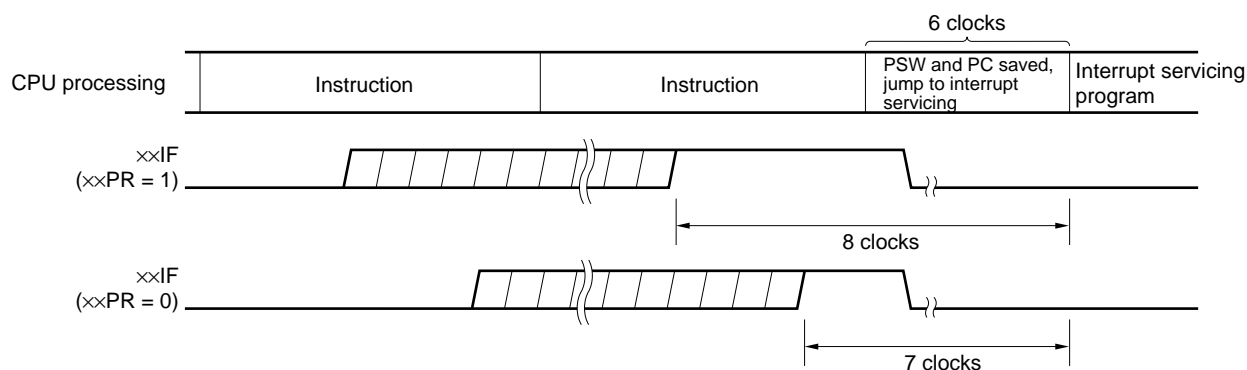 6 clocks
CPU processing
Instruction
Instruction
PSW and PC saved,
jump to interrupt
servicing
Interrupt servicing
program
××IF
(××PR = 1)
8 clocks
××IF
(××PR = 0)
7 clocks